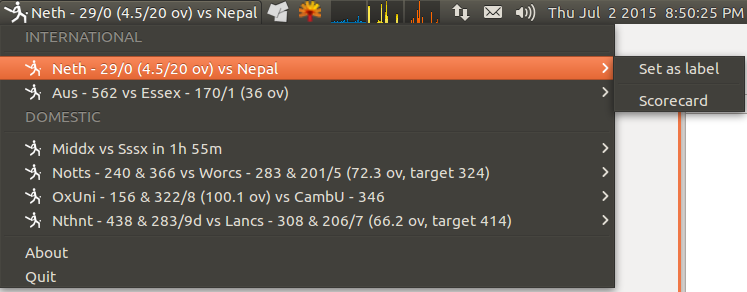 Neth - 29/0 (4.5/20 ov) vs Nepal
Thu Jul 2 2015 8:50:25 PM
INTERNATIONAL
Neth - 29/0 (4.5/20 ov) vs Nepal
Set as label
Aus - 562 vs Essex - 170/1 (36 ov)
Scorecard
DOMESTIC
Middx vs Sssx in 1h 55m
Notts - 240 & 366 vs Worcs - 283 & 201/5 (72.3 ov, target 324)
OxUni - 156 & 322/8 (100.1 ov) vs CambU - 346
Nthnt - 438 & 283/9d vs Lancs - 308 & 206/7 (66.2 ov, target 414)
About
Quit